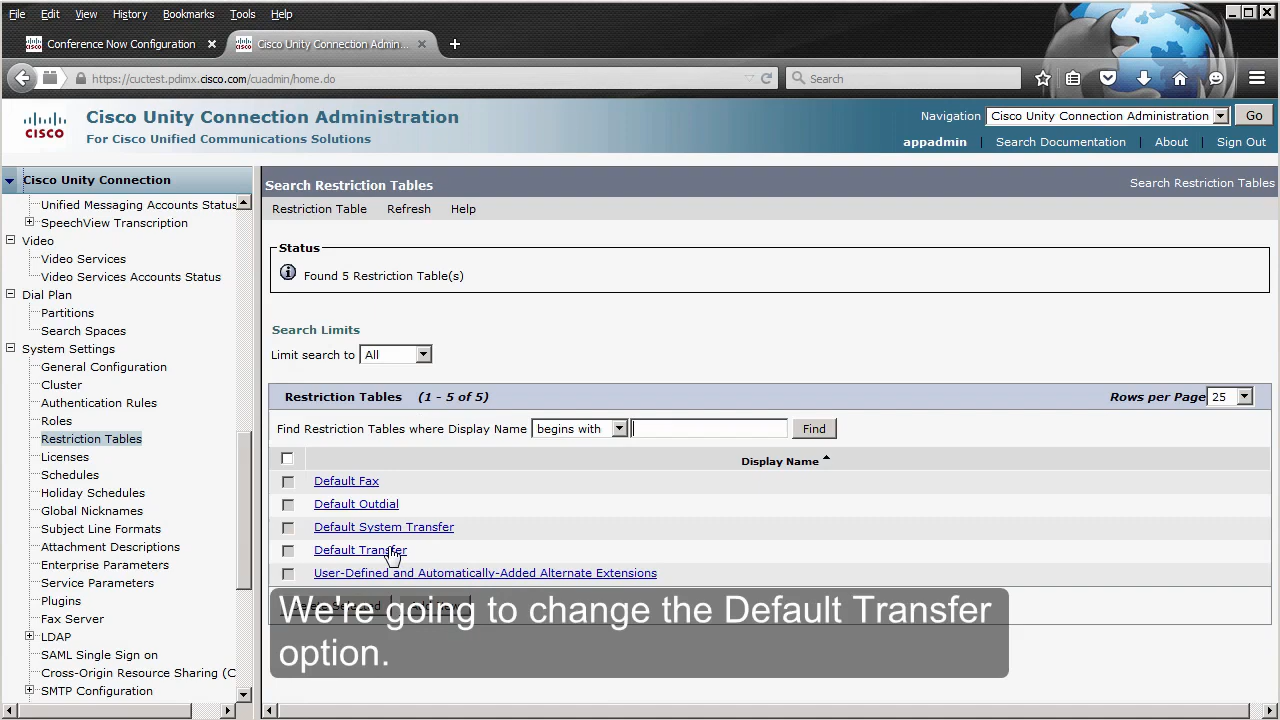 File Edit View History Bookmarks Tools Help
Conference Now Configuration
Cisco Unity Connection Admin...
https://cuctest.pdimx.cisco.com/cuadmin/home.do
Search
CISCO
Cisco Unity Connection Administration
For Cisco Unified Communications Solutions
Navigation Cisco Unity Connection Administration Go
appadmin | Search Documentation | About | Sign Out
Cisco Unity Connection
Unified Messaging Accounts Status
SpeechView Transcription
Video
Video Services
Video Services Accounts Status
Dial Plan
Partitions
Search Spaces
System Settings
General Configuration
Cluster
Authentication Rules
Roles
Restriction Tables
Licenses
Schedules
Holiday Schedules
Global Nicknames
Subject Line Formats
Attachment Descriptions
Enterprise Parameters
Service Parameters
Plugins
Fax Server
LDAP
SAML Single Sign on
Cross-Origin Resource Sharing (C
SMTP Configuration
Search Restriction Tables
Search Restriction Tables
Restriction Table Refresh Help
Status
Found 5 Restriction Table(s)
Search Limits
Limit search to All
Restriction Tables (1 - 5 of 5)
Rows per Page 25
Find Restriction Tables where Display Name begins with Find
Display Name
Default Fax
Default Outdial
Default System Transfer
Default Transfer
User-Defined and Automatically-Added Alternate Extensions
We're going to change the Default Transfer
option.